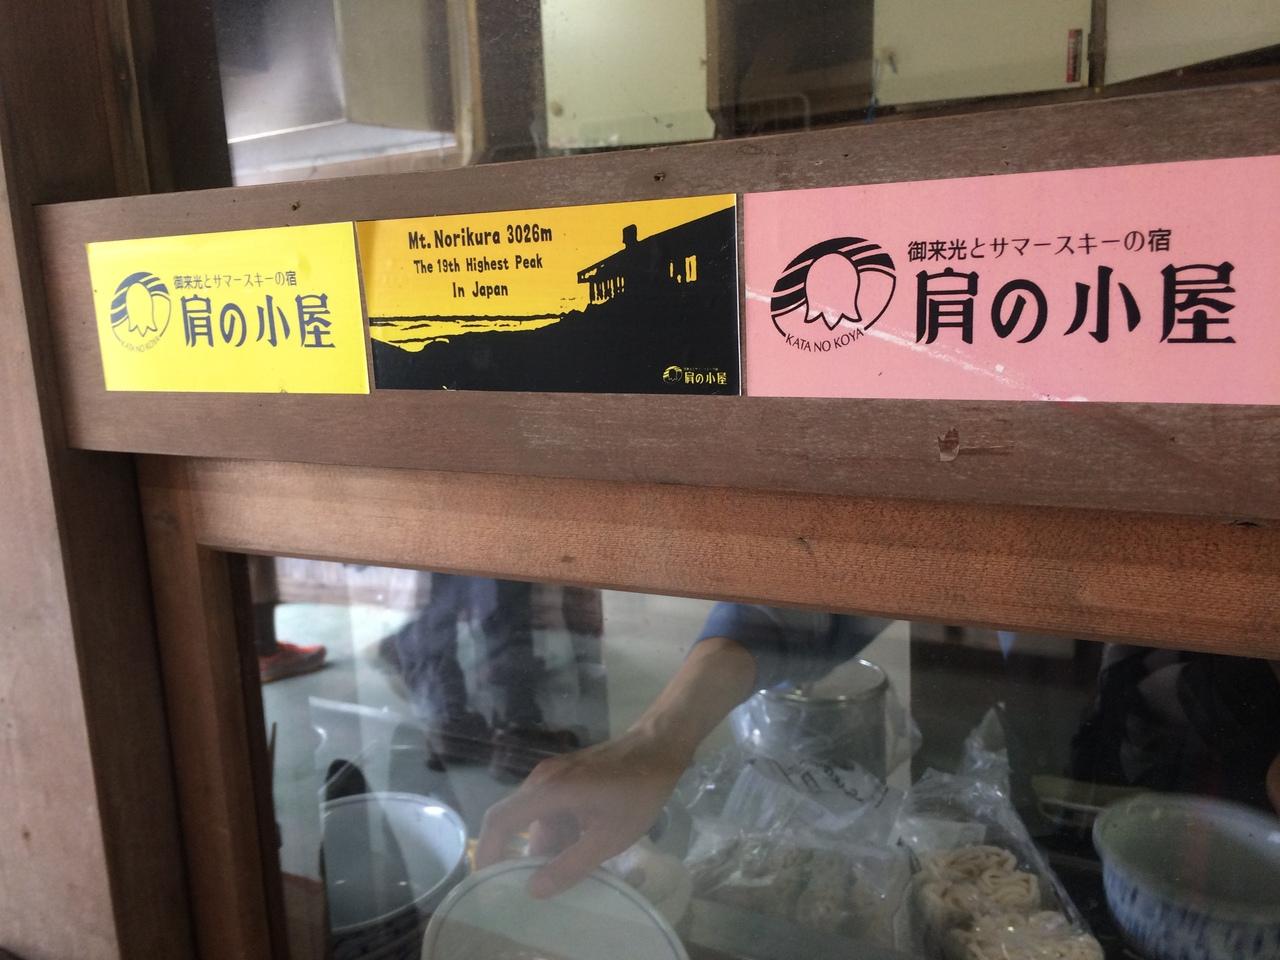 御来光とサマースキーの宿
肩の小屋
KATA NO KOYA
Mt. Norikura 3026m
The 19th Highest Peak
In Japan
肩の小屋
御来光とサマースキーの宿
肩の小屋
KATA NO KOYA